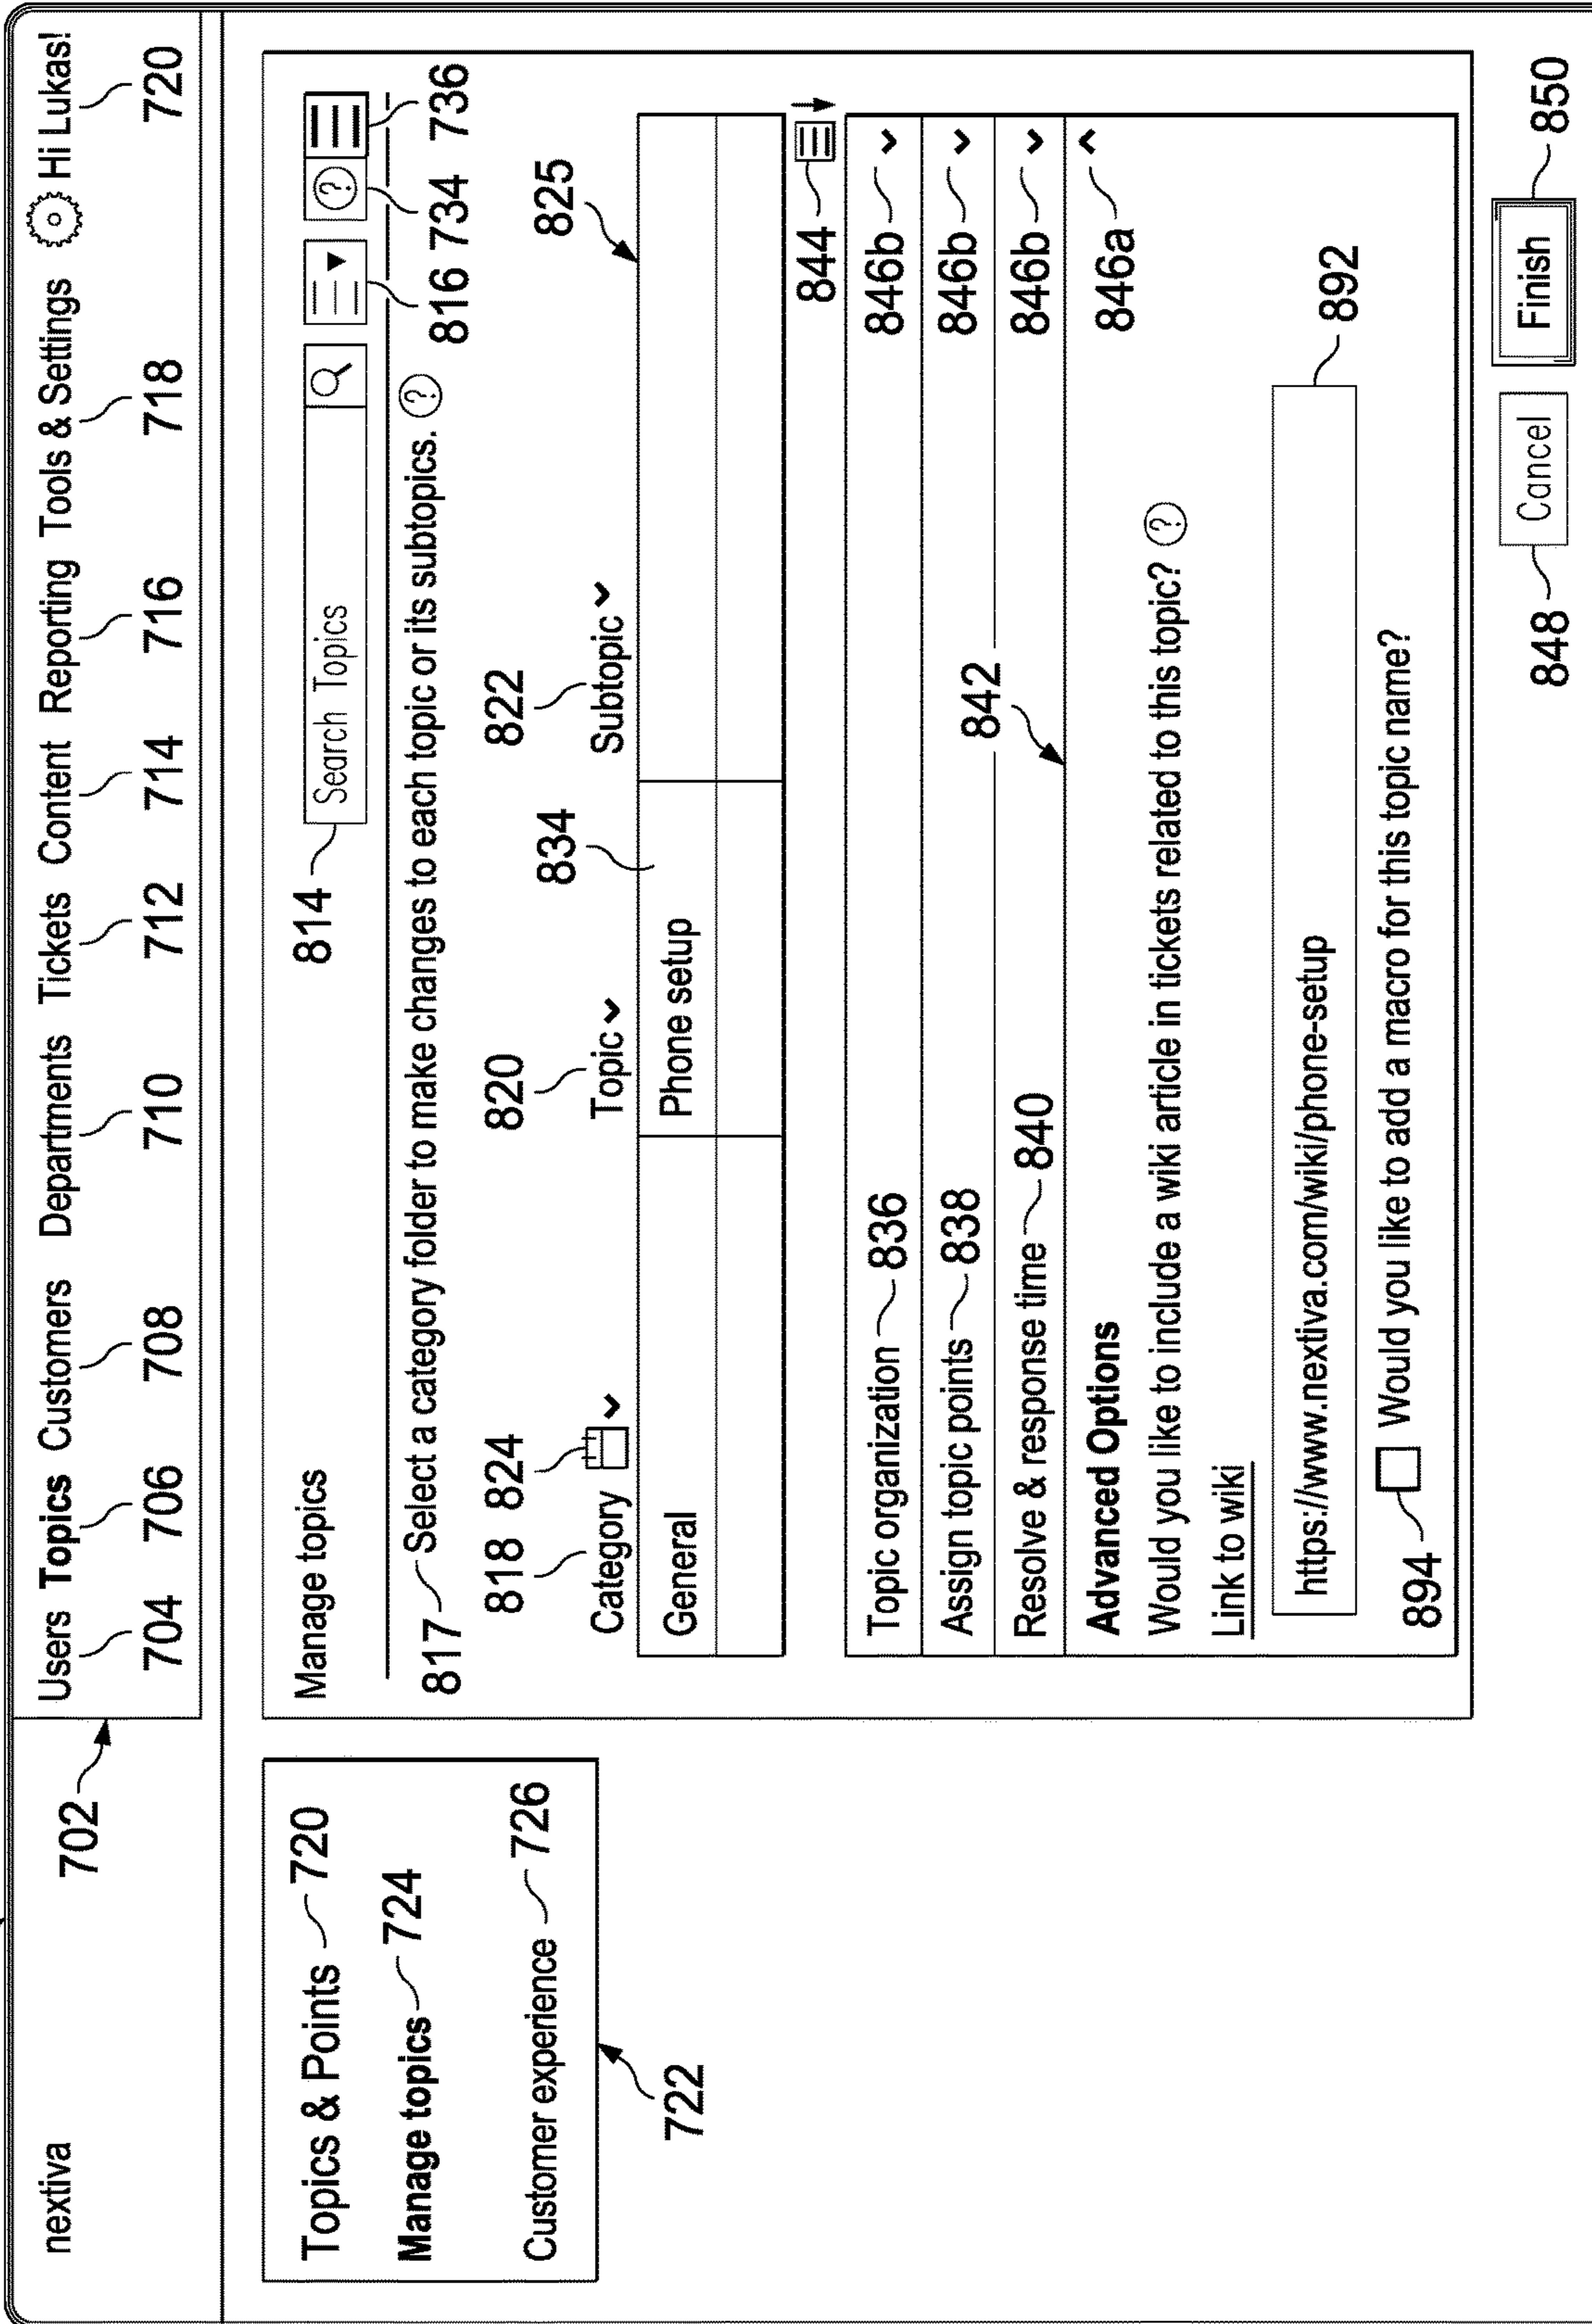 nextiva
702
Users Topics Customers Departments Tickets Content Reporting Tools & Settings Hi Lukas!
704 706 708 710 712 714 716 718 720
Topics & Points 720
Manage topics 724
Customer experience 726
722
Manage topics
814 Search Topics
816 734 736
817 Select a category folder to make changes to each topic or its subtopics. ?
818 824 820 834 822 825
Category Topic Subtopic
General Phone setup
844
Topic organization 836 846b
Assign topic points 838 842 846b
Resolve & response time 840 846b
Advanced Options 846a
Would you like to include a wiki article in tickets related to this topic? ?
Link to wiki
https://www.nextiva.com/wiki/phone-setup 892
894 Would you like to add a macro for this topic name?
848 Cancel Finish 850